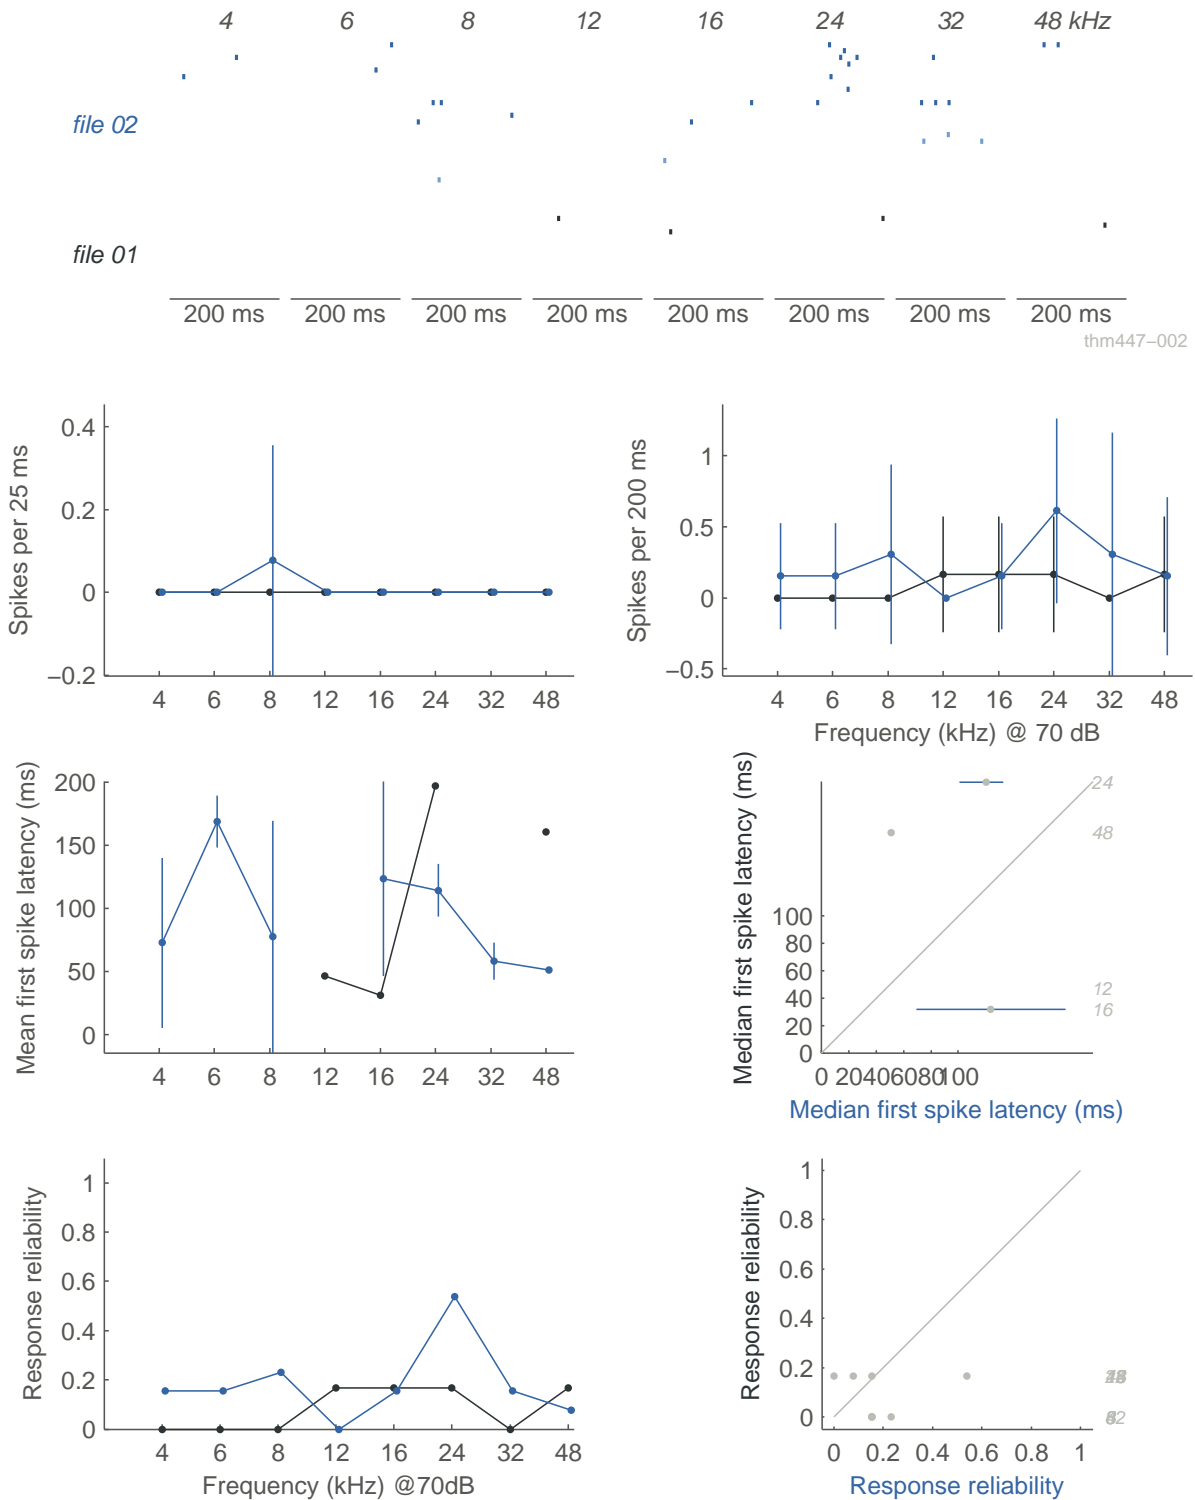 4 6 8 12 16 24 32 48 kHz
file 02
file 01
200 ms 200 ms 200 ms 200 ms 200 ms 200 ms 200 ms 200 ms
thm447−002
Spikes per 25 ms
0.4
0.2
0
−0.2
4 6 8 12 16 24 32 48
Spikes per 200 ms
1
0.5
0
−0.5
4 6 8 12 16 24 32 48
Frequency (kHz) @ 70 dB
Mean first spike latency (ms)
200
150
100
50
0
4 6 8 12 16 24 32 48
Median first spike latency (ms)
100
80
60
40
20
0
0 20 40 60 80 100
Median first spike latency (ms)
24
48
12
16
Response reliability
1
0.8
0.6
0.4
0.2
0
4 6 8 12 16 24 32 48
Frequency (kHz) @70dB
Response reliability
1
0.8
0.6
0.4
0.2
0
0 0.2 0.4 0.6 0.8 1
Response reliability